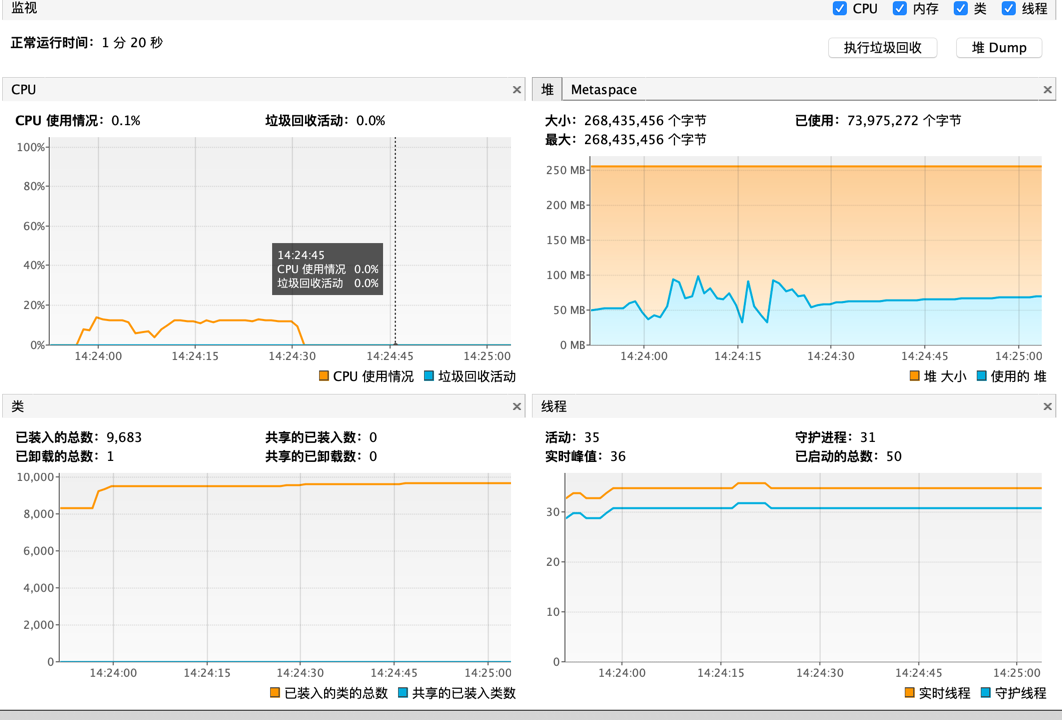 监视
CPU 内存 类 线程
正常运行时间： 1 分 20 秒
执行垃圾回收 堆 Dump
CPU
CPU 使用情况： 0.1% 垃圾回收活动： 0.0%
100%
80%
60%
40%
20%
0%
14:24:45
CPU 使用情况 0.0%
垃圾回收活动 0.0%
14:24:00 14:24:15 14:24:30 14:24:45 14:25:00
CPU 使用情况 垃圾回收活动
堆 Metaspace
大小： 268,435,456 个字节 已使用： 73,975,272 个字节
最大： 268,435,456 个字节
250 MB
200 MB
150 MB
100 MB
50 MB
0 MB
14:24:00 14:24:15 14:24:30 14:24:45 14:25:00
堆 大小 使用的 堆
类
已装入的总数： 9,683 共享的已装入数： 0
已卸载的总数： 1 共享的已卸载数： 0
10,000
8,000
6,000
4,000
2,000
0
14:24:00 14:24:15 14:24:30 14:24:45 14:25:00
已装入的类的总数 共享的已装入类数
线程
活动： 35 守护进程： 31
实时峰值： 36 已启动的总数： 50
30
20
10
0
14:24:00 14:24:15 14:24:30 14:24:45 14:25:00
实时线程 守护线程